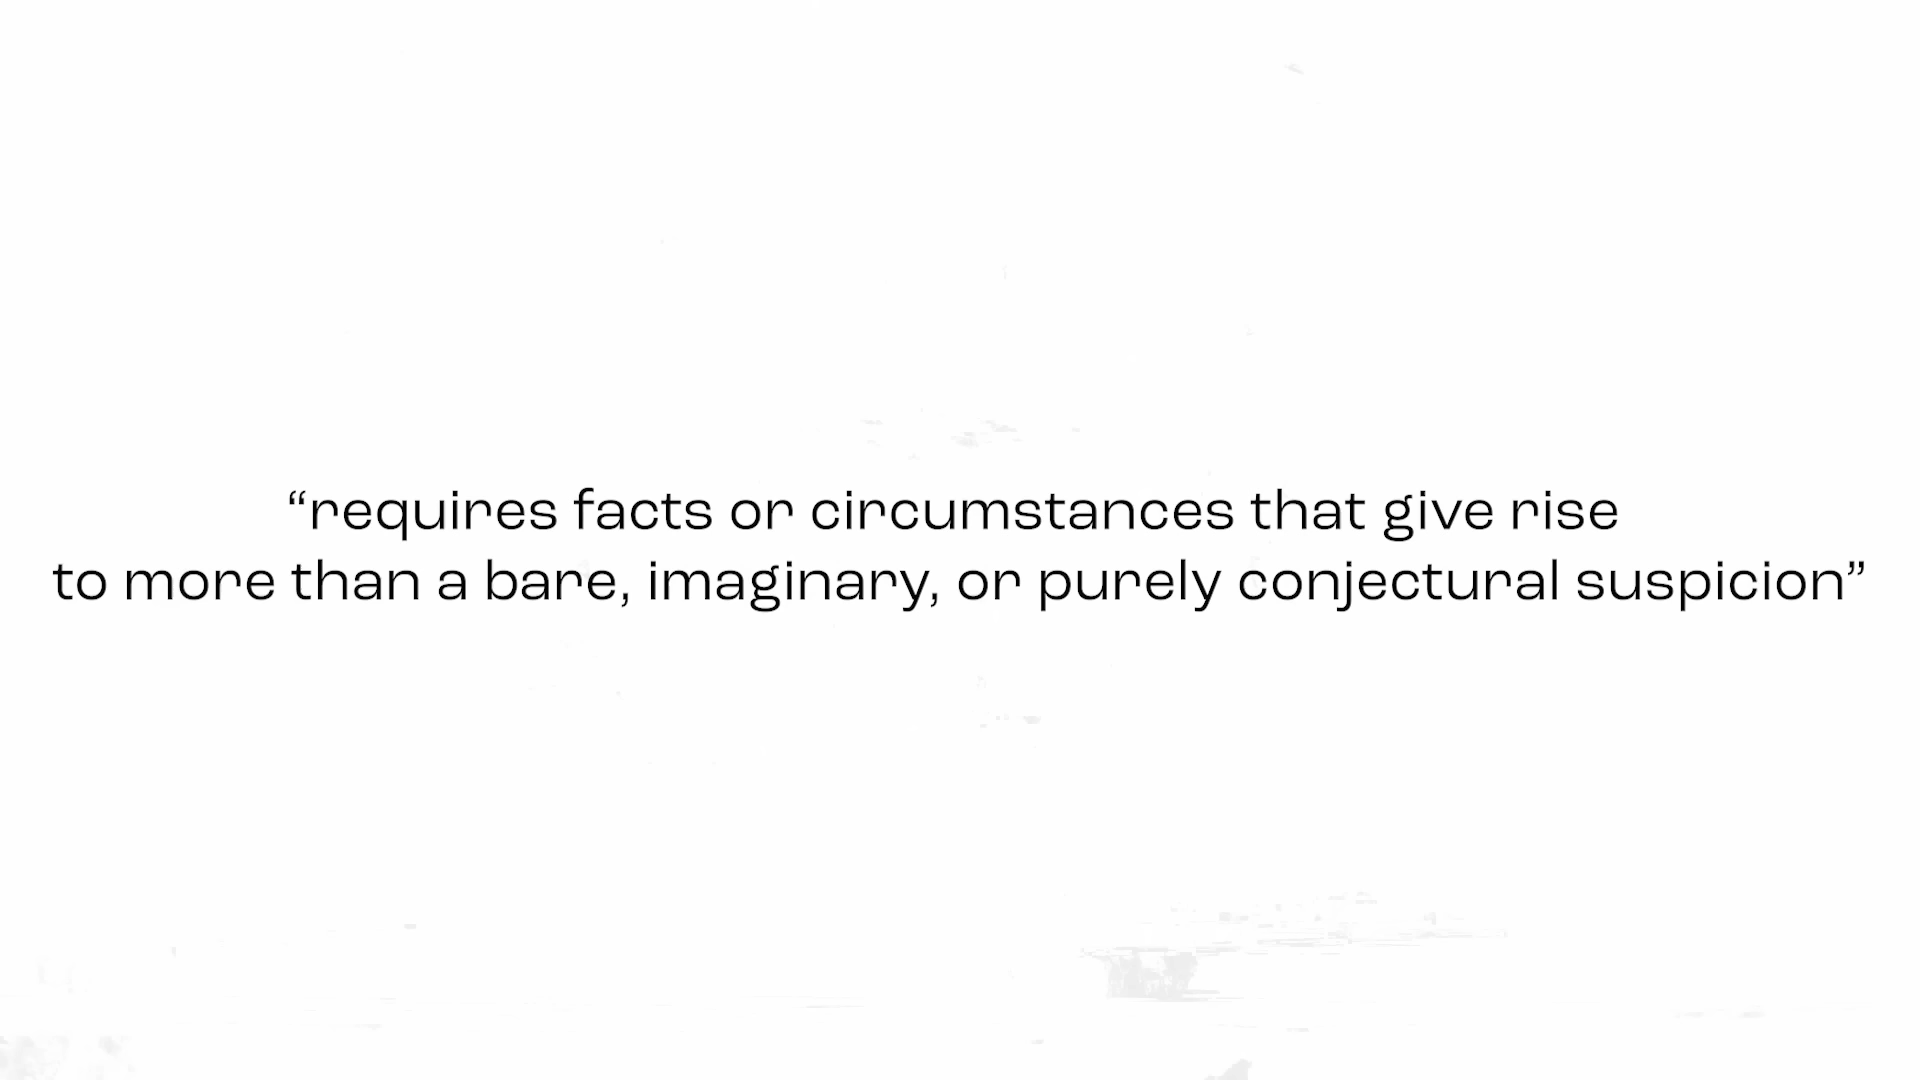 “requires facts or circumstances that give rise
to more than a bare, imaginary, or purely conjectural suspicion”